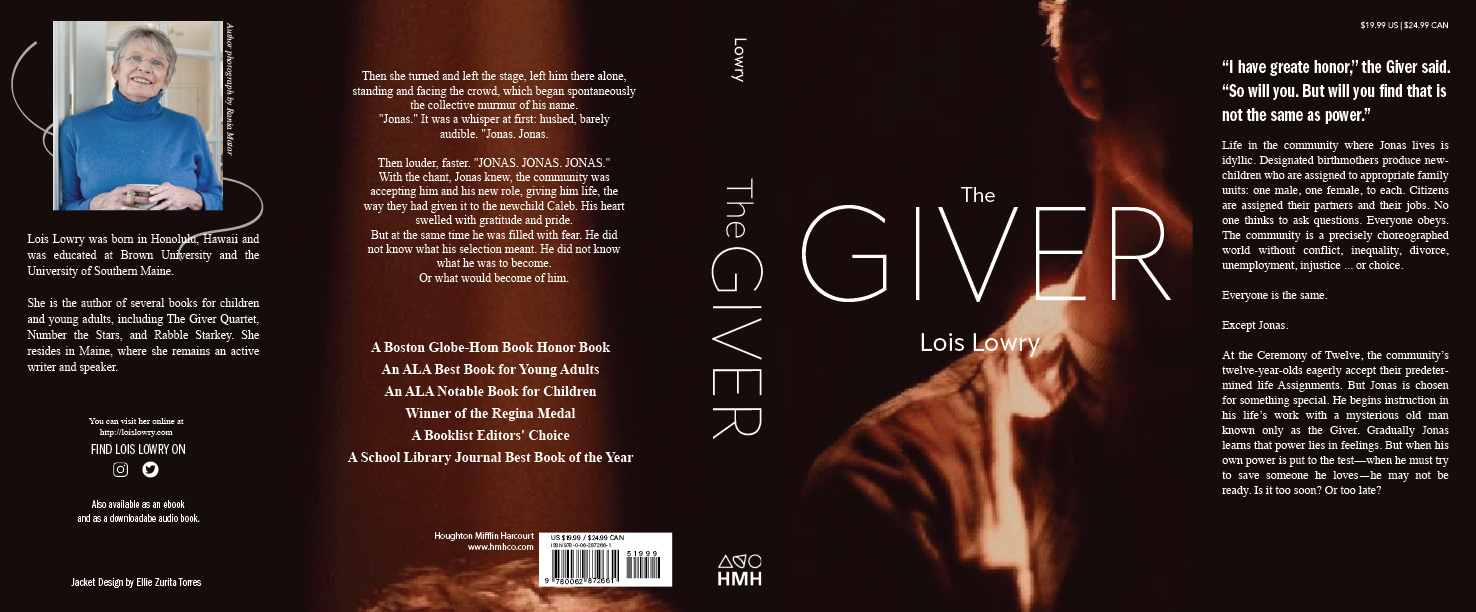 Author photograph by Rania Matar
Lois Lowry was born in Honolulu, Hawaii and
was educated at Brown University and the
University of Southern Maine.
She is the author of several books for children
and young adults, including The Giver Quartet,
Number the Stars, and Rabble Starkey. She
resides in Maine, where she remains an active
writer and speaker.
You can visit her online at
http://loislowry.com
FIND LOIS LOWRY ON
Also available as an ebook
and as a downloadabe audio book.
Jacket Design by Ellie Zurita Torres
Then she turned and left the stage, left him there alone,
standing and facing the crowd, which began spontaneously
the collective murmur of his name.
"Jonas." It was a whisper at first: hushed, barely
audible. "Jonas. Jonas.
Then louder, faster. "JONAS. JONAS. JONAS."
With the chant, Jonas knew, the community was
accepting him and his new role, giving him life, the
way they had given it to the newchild Caleb. His heart
swelled with gratitude and pride.
But at the same time he was filled with fear. He did
not know what his selection meant. He did not know
what he was to become.
Or what would become of him.
A Boston Globe-Hom Book Honor Book
An ALA Best Book for Young Adults
An ALA Notable Book for Children
Winner of the Regina Medal
A Booklist Editors' Choice
A School Library Journal Best Book of the Year
Houghton Mifflin Harcourt
www.hmhco.com
US $19.99 / $24.99 CAN
ISBN 978-0-06-287266-1
51999
9 780062 872661
Lowry
The GIVER
HMH
The
GIVER
Lois Lowry
$19.99 US | $24.99 CAN
“I have greate honor,” the Giver said.
“So will you. But will you find that is
not the same as power.”
Life in the community where Jonas lives is
idyllic. Designated birthmothers produce new-
children who are assigned to appropriate family
units: one male, one female, to each. Citizens
are assigned their partners and their jobs. No
one thinks to ask questions. Everyone obeys.
The community is a precisely choreographed
world without conflict, inequality, divorce,
unemployment, injustice ... or choice.
Everyone is the same.
Except Jonas.
At the Ceremony of Twelve, the community’s
twelve-year-olds eagerly accept their predeter-
mined life Assignments. But Jonas is chosen
for something special. He begins instruction in
his life’s work with a mysterious old man
known only as the Giver. Gradually Jonas
learns that power lies in feelings. But when his
own power is put to the test—when he must try
to save someone he loves—he may not be
ready. Is it too soon? Or too late?